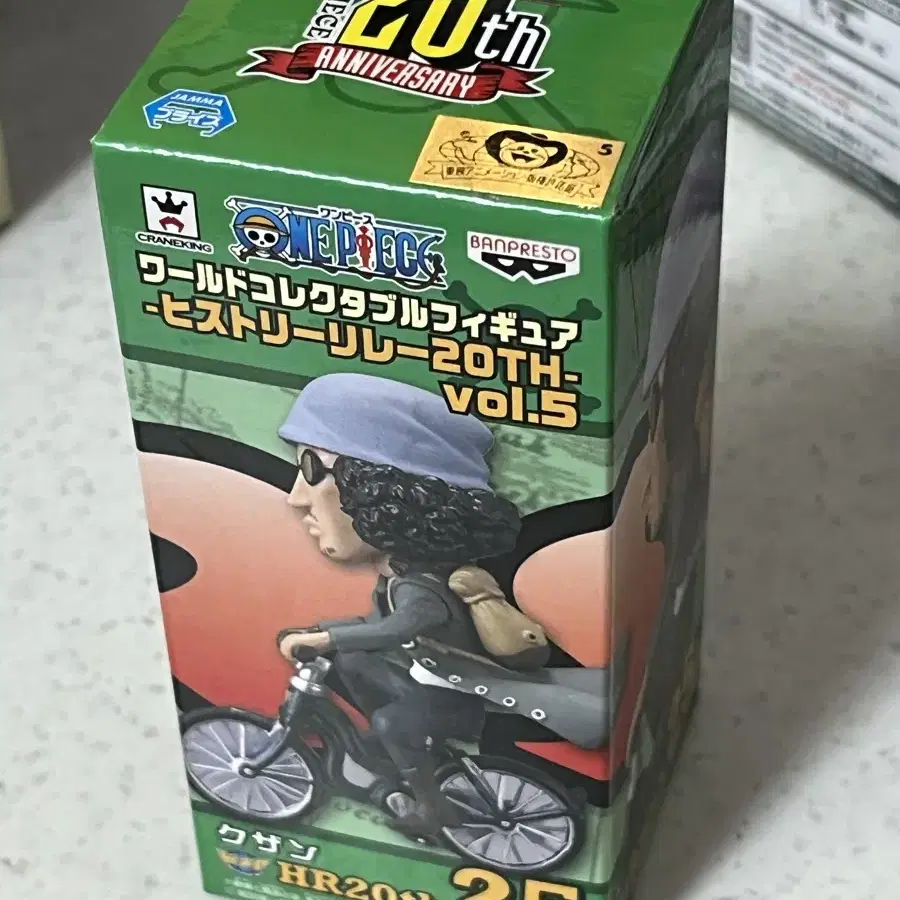 PIECE
20th
ANNIVERSARY
JAMMA
プライズ
5
CRANEKING
ワンピース
ONE PIECE
BANPRESTO
ワールドコレクタブルフィギュア
-ヒストリーリレー20TH-
vol.5
クザン
HR20th
25